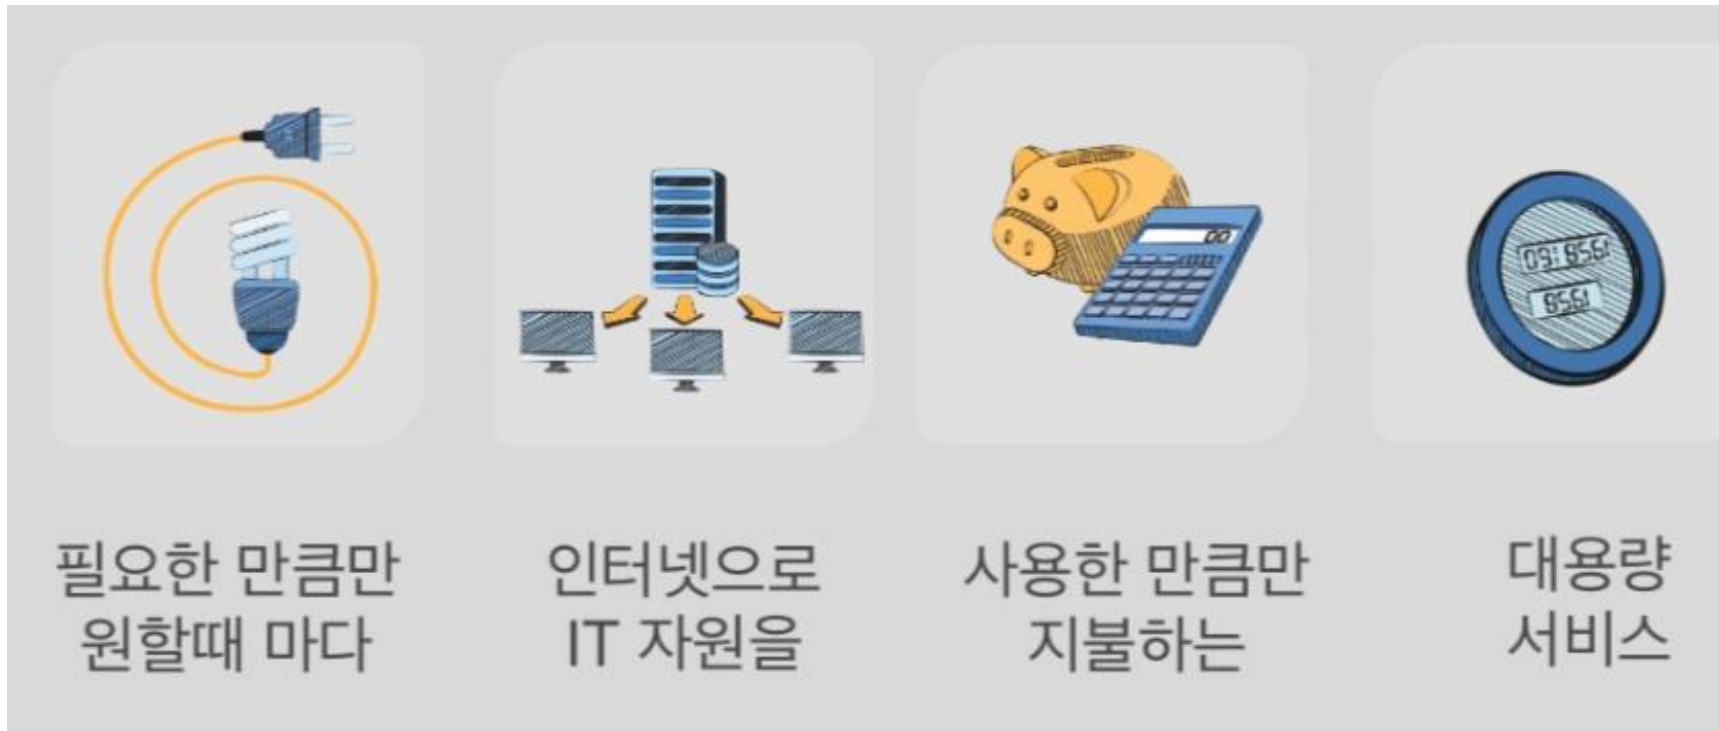 필요한 만큼만
원할때 마다
인터넷으로
IT 자원을
사용한 만큼만
지불하는
대용량
서비스
00